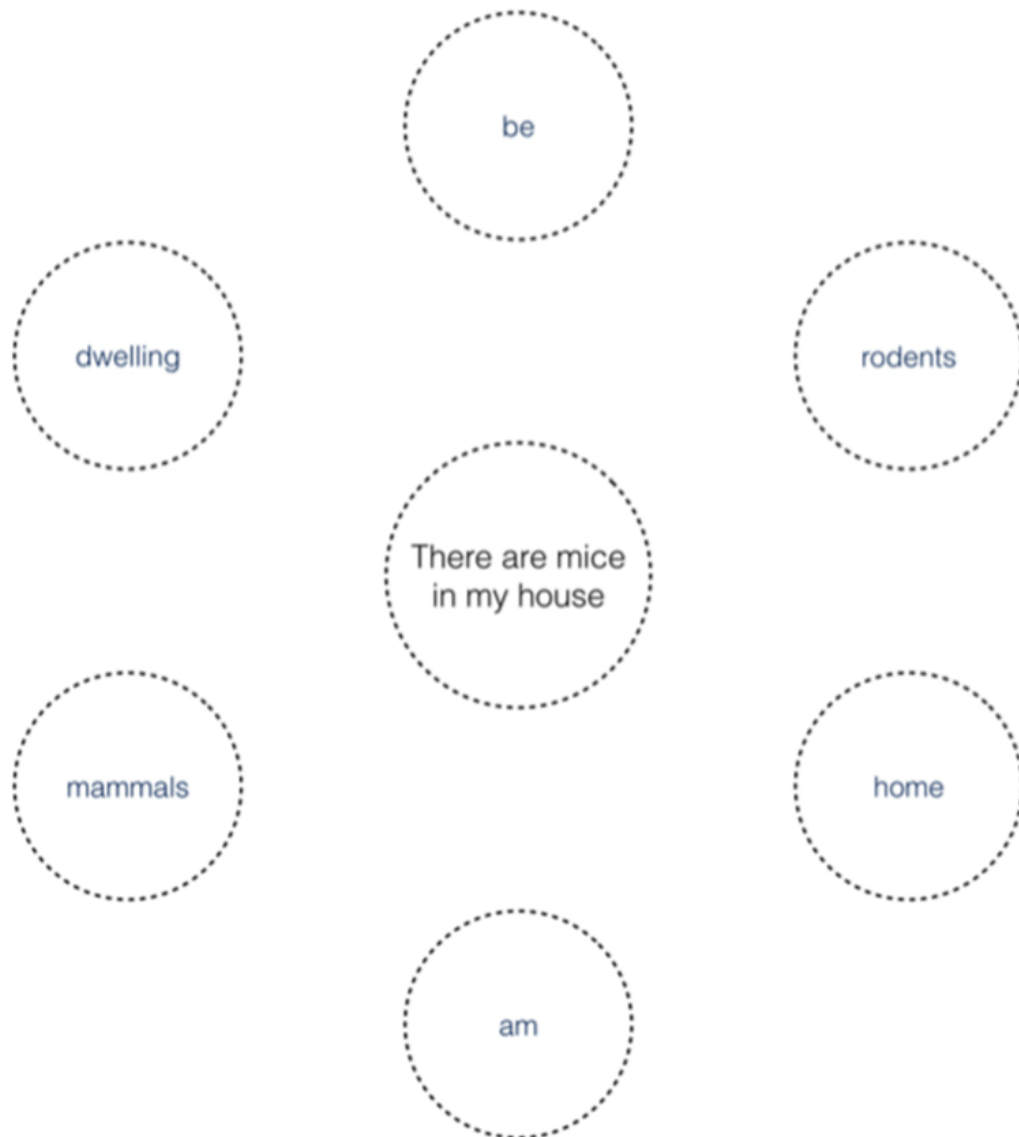 be
dwelling
rodents
There are mice
in my house
mammals
home
am